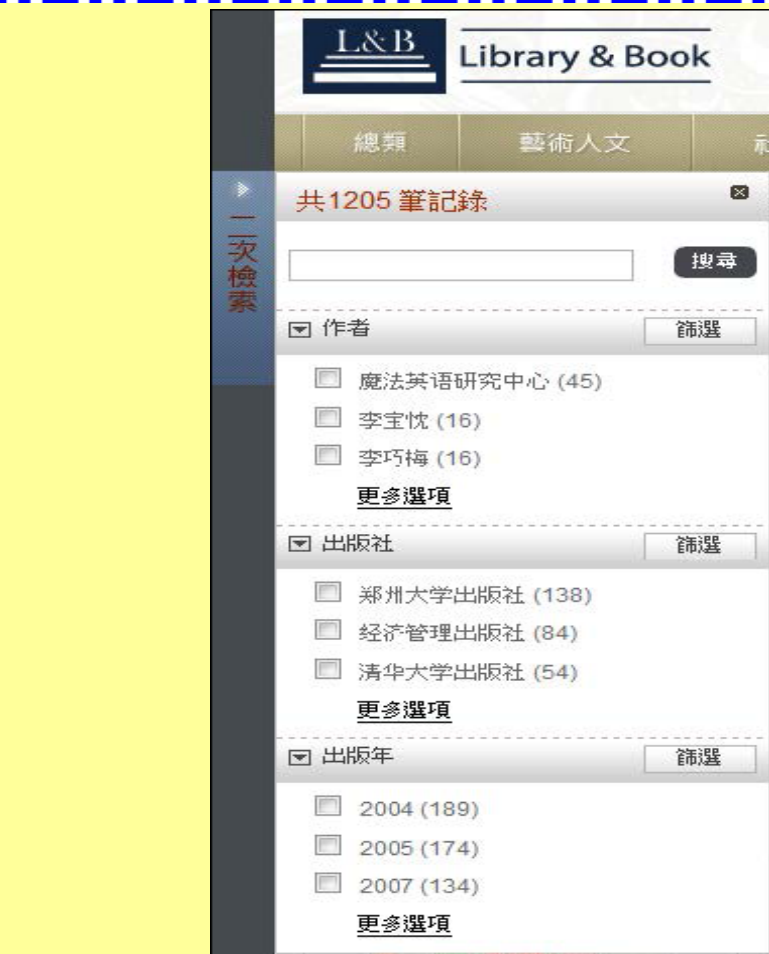 L&B
Library & Book
總類 藝術人文
共1205 筆記錄
二次檢索
搜尋
作者 篩選
魔法英语研究中心 (45)
李宝忱 (16)
李巧梅 (16)
更多選項
出版社 篩選
郑州大学出版社 (138)
经济管理出版社 (84)
清华大学出版社 (54)
更多選項
出版年 篩選
2004 (189)
2005 (174)
2007 (134)
更多選項